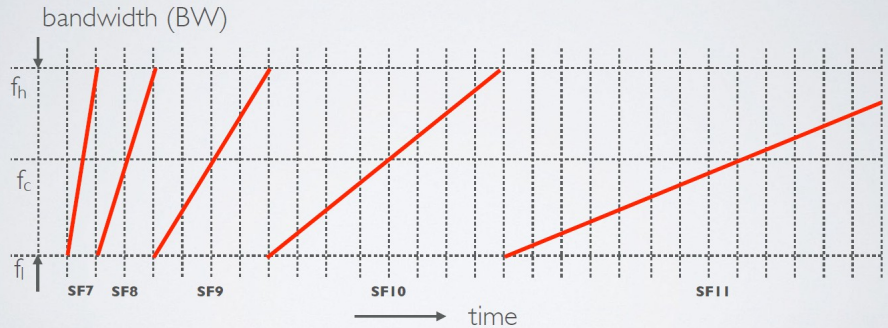 bandwidth (BW)
fh
fc
fl
SF7 SF8 SF9 SF10 SF11
time